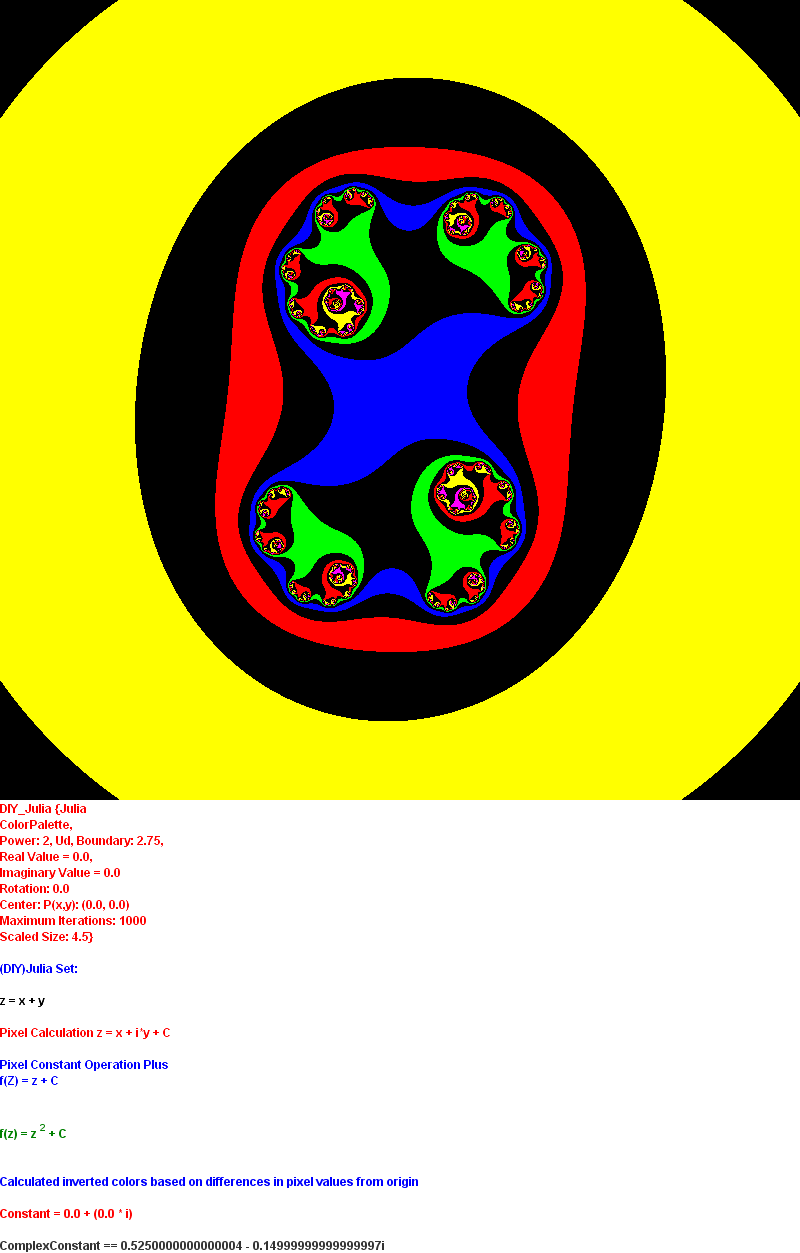 DIY_Julia {Julia
ColorPalette,
Power: 2, Ud, Boundary: 2.75,
Real Value = 0.0,
Imaginary Value = 0.0
Rotation: 0.0
Center: P(x,y): (0.0, 0.0)
Maximum Iterations: 1000
Scaled Size: 4.5}
(DIY)Julia Set:
z = x + y
Pixel Calculation z = x + i*y + C
Pixel Constant Operation Plus
f(Z) = z + C
f(z) = z 2 + C
Calculated inverted colors based on differences in pixel values from origin
Constant = 0.0 + (0.0 * i)
ComplexConstant == 0.5250000000000004 - 0.14999999999999997i